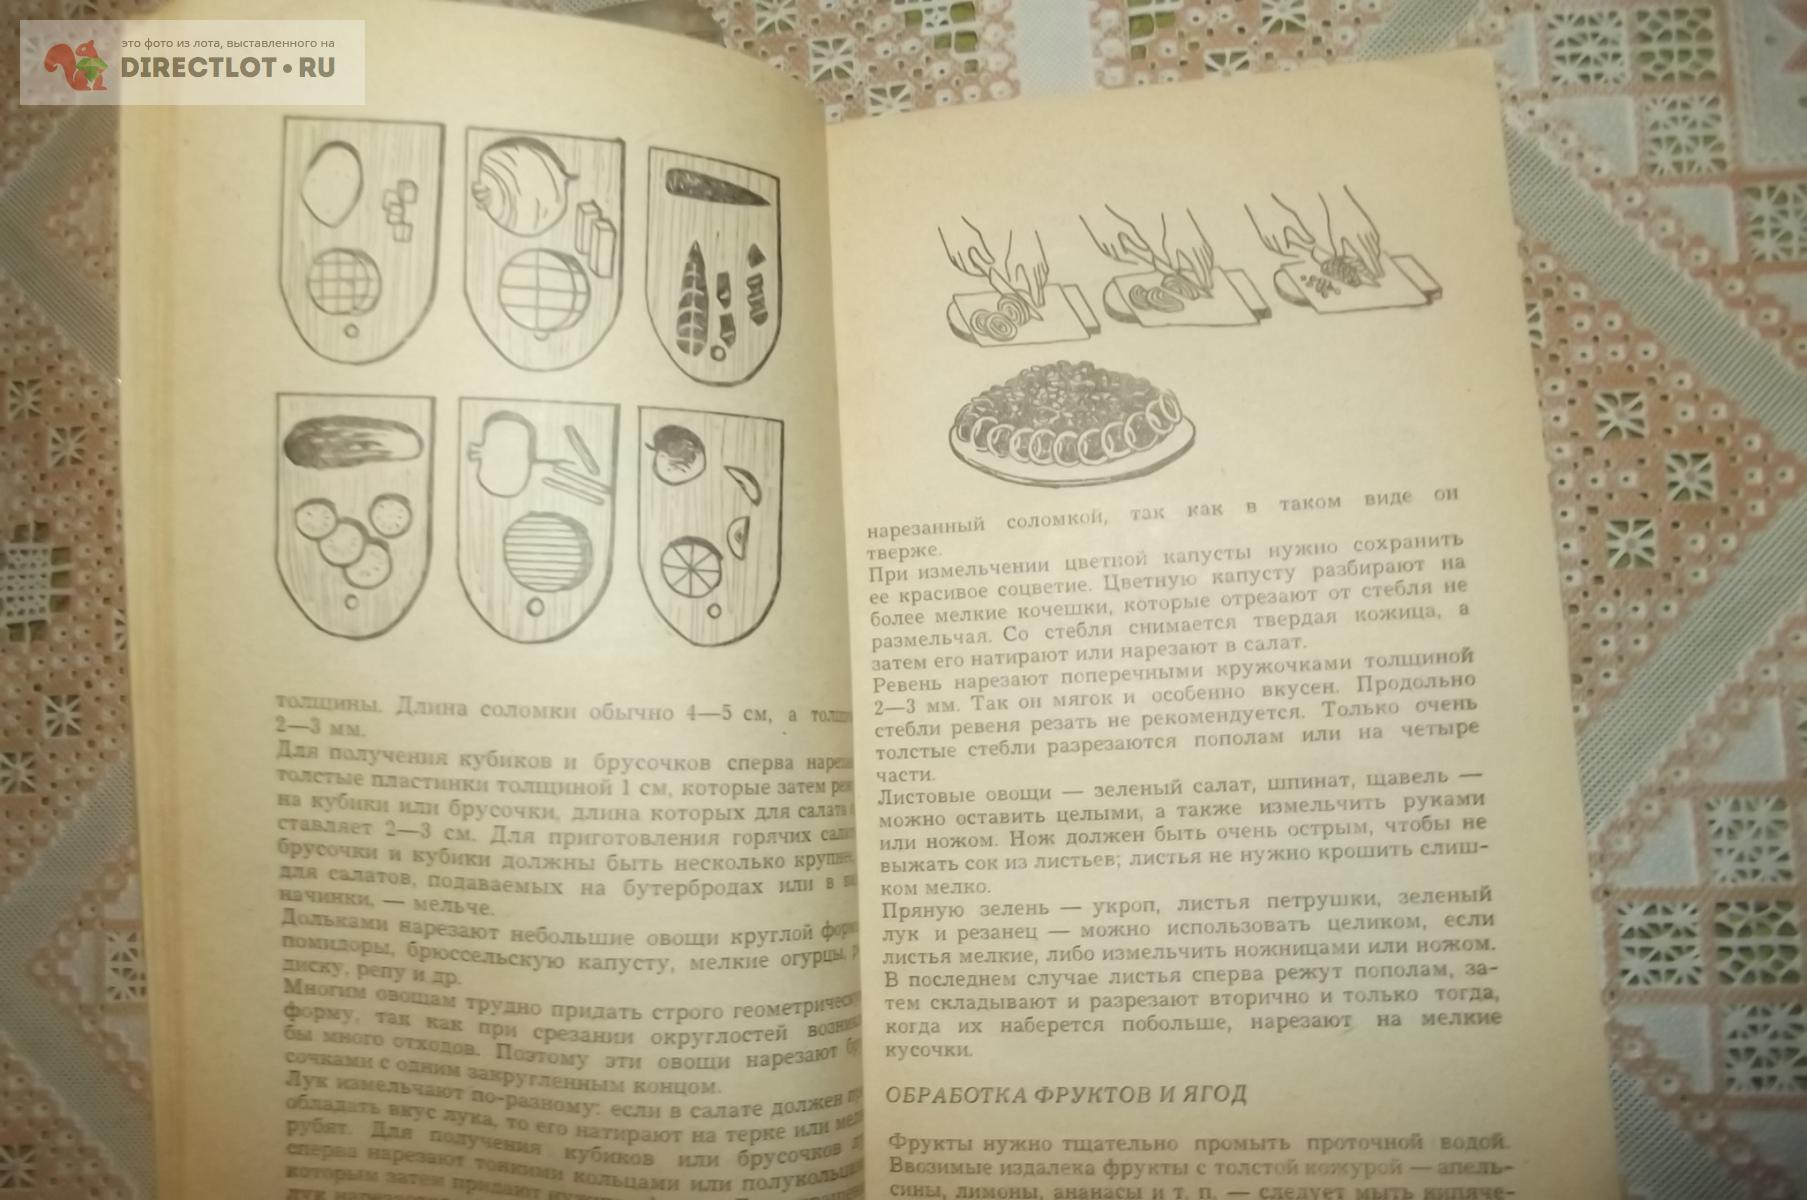 это фото из лота, выставленного на
DIRECTLOT•RU
толщины. Длина соломки обычно 4—5 см, а
2—3 мм.
Для получения кубиков и брусочков сперва
толстые пластинки толщиной 1 см, которые затем
на кубики или брусочки, длина которых для салата
ставляет 2—3 см. Для приготовления горячих
брусочки и кубики должны быть несколько
для салатов, подаваемых на бутербродах или в
начинки, — мельче.
Дольками нарезают небольшие овощи круглой
помидоры, брюссельскую капусту, мелкие огурцы,
диску, репу и др.
Многим овощам трудно придать строго
форму, так как при срезании округлостей
бы много отходов. Поэтому эти овощи нарезают
сочками с одним закругленным концом.
Лук измельчают по-разному: если в салате должен
обладать вкус лука, то его натирают на терке или
рубят. Для получения кубиков или брусочков
сперва нарезают тонкими кольцами или
которым затем придают
нарезанный соломкой, так как в таком виде он
тверже.
При измельчении цветной капусты нужно сохранить
ее красивое соцветие. Цветную капусту разбирают на
более мелкие кочешки, которые отрезают от стебля не
размельчая. Со стебля снимается твердая кожица, а
затем его натирают или нарезают в салат.
Ревень нарезают поперечными кружочками толщиной
2—3 мм. Так он мягок и особенно вкусен. Продольно
стебли ревеня резать не рекомендуется. Только очень
толстые стебли разрезаются пополам или на четыре
части.
Листовые овощи — зеленый салат, шпинат, щавель —
можно оставить целыми, а также измельчить руками
или ножом. Нож должен быть очень острым, чтобы не
выжать сок из листьев; листья не нужно крошить слиш-
ком мелко.
Пряную зелень — укроп, листья петрушки, зеленый
лук и резанец — можно использовать целиком, если
листья мелкие, либо измельчить ножницами или ножом.
В последнем случае листья сперва режут пополам, за-
тем складывают и разрезают вторично и только тогда,
когда их наберется побольше, нарезают на мелкие
кусочки.
ОБРАБОТКА ФРУКТОВ И ЯГОД
Фрукты нужно тщательно промыть проточной водой.
Ввозимые издалека фрукты с толстой кожурой — апель-
сины, лимоны, ананасы и т. п. — следует мыть кипяче-